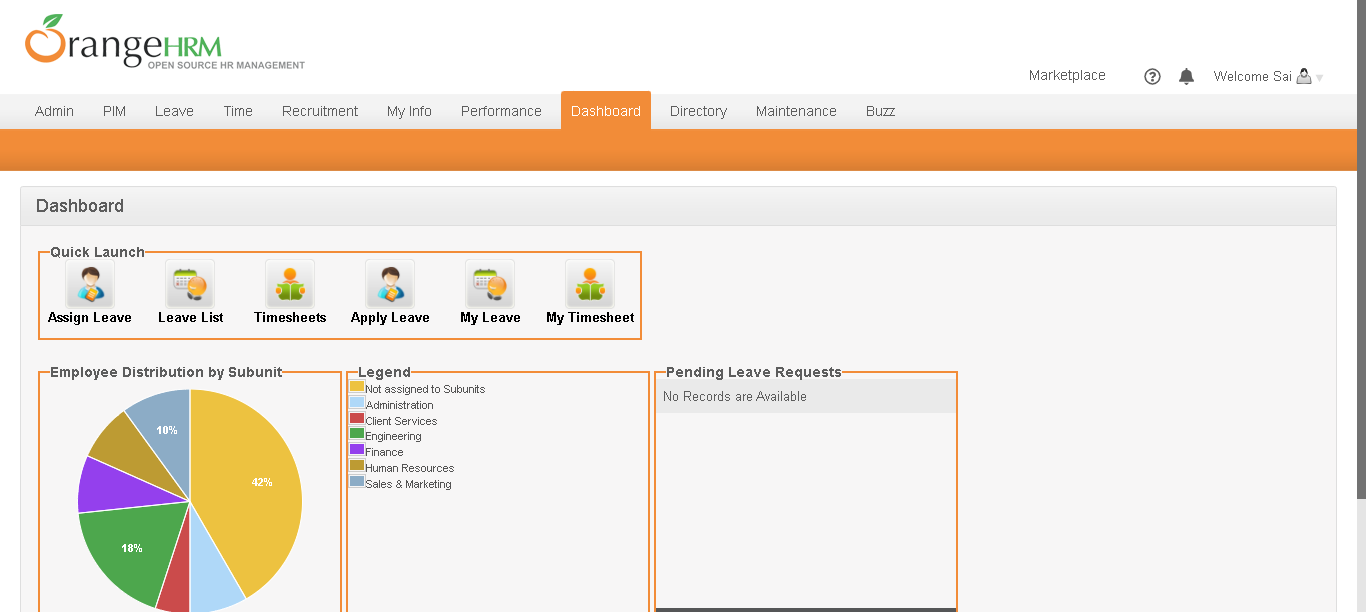 OrangeHRM
OPEN SOURCE HR MANAGEMENT
Marketplace ? Welcome Sai
Admin PIM Leave Time Recruitment My Info Performance Dashboard Directory Maintenance Buzz
Dashboard
Quick Launch
Assign Leave Leave List Timesheets Apply Leave My Leave My Timesheet
Employee Distribution by Subunit
10%
42%
18%
Legend
Not assigned to Subunits
Administration
Client Services
Engineering
Finance
Human Resources
Sales & Marketing
Pending Leave Requests
No Records are Available